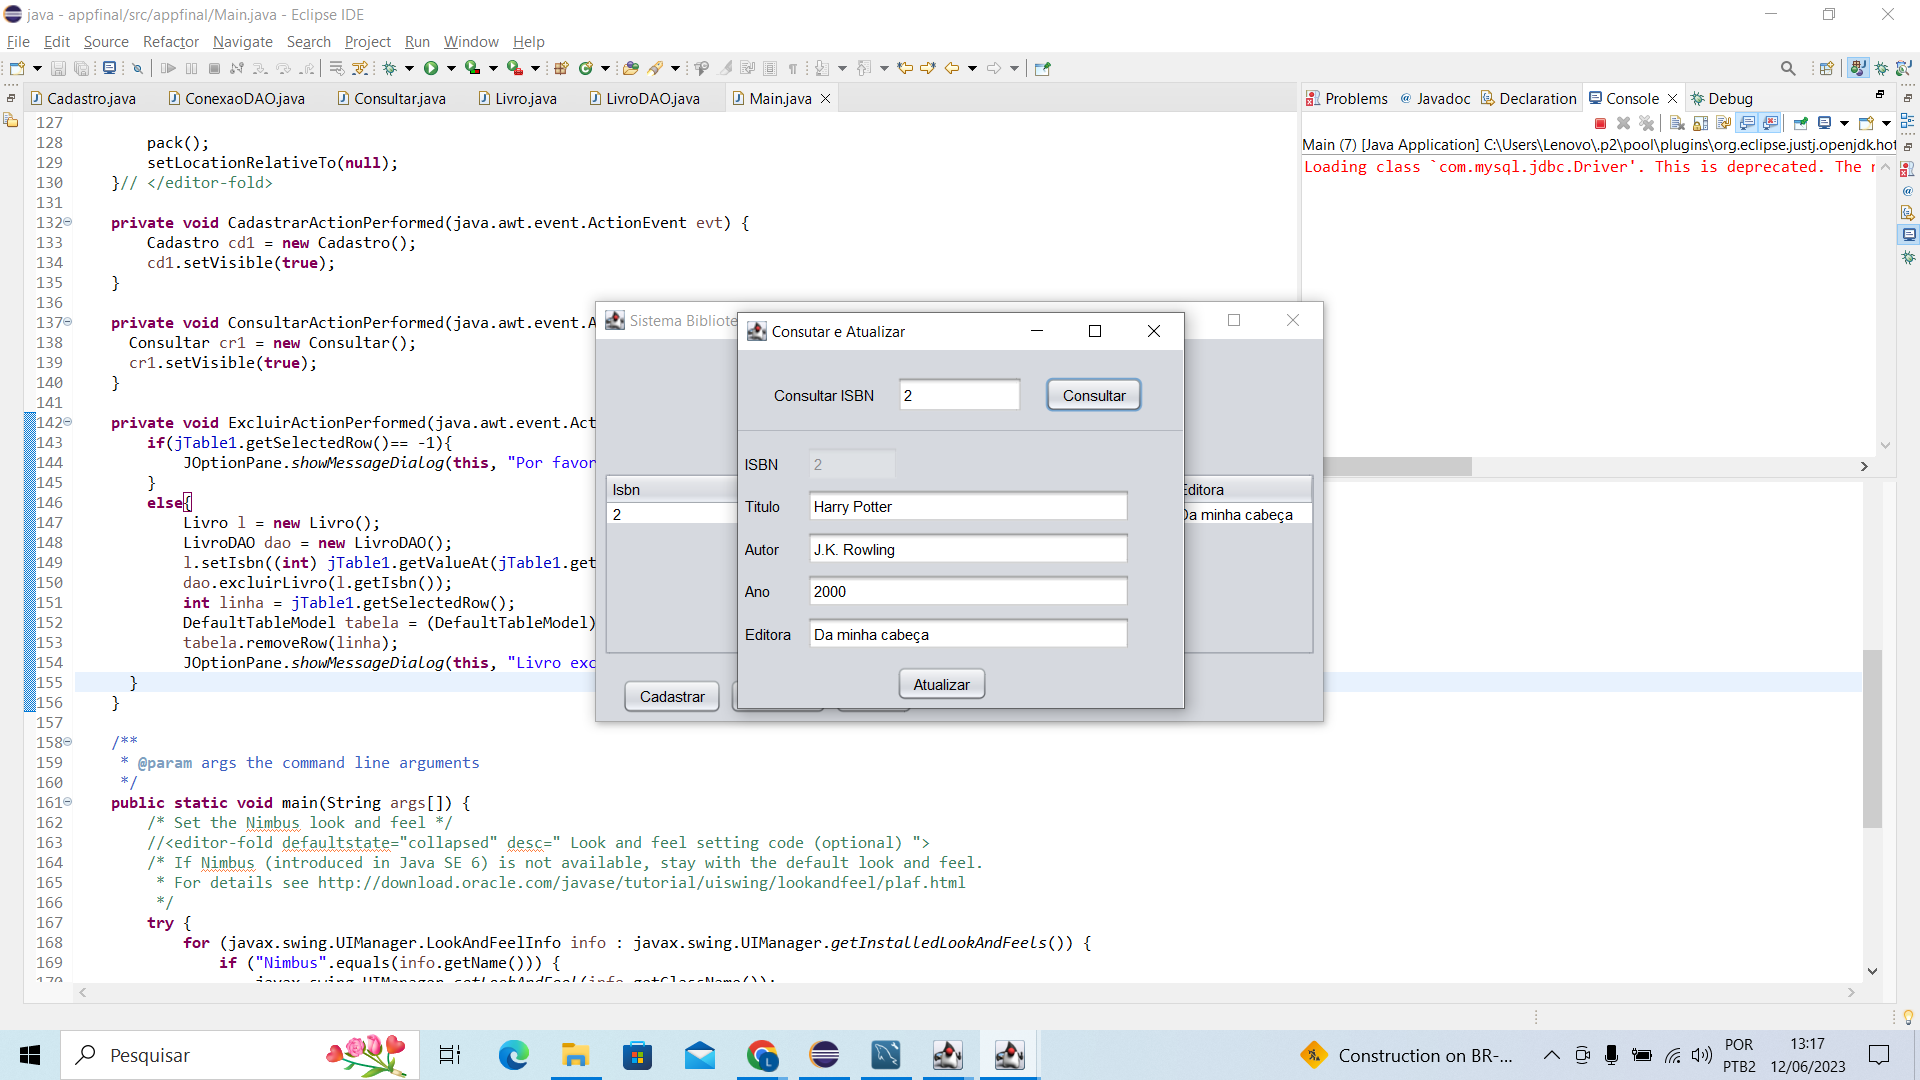 java - appfinal/src/appfinal/Main.java - Eclipse IDE
File Edit Source Refactor Navigate Search Project Run Window Help
Cadastro.java ConexaoDAO.java Consultar.java Livro.java LivroDAO.java Main.java
127
128 pack();
129 setLocationRelativeTo(null);
130 }// </editor-fold>
131
132 private void CadastrarActionPerformed(java.awt.event.ActionEvent evt) {
133 Cadastro cd1 = new Cadastro();
134 cd1.setVisible(true);
135 }
136
137 private void ConsultarActionPerformed(java.awt.event.A
138 Consultar cr1 = new Consultar();
139 cr1.setVisible(true);
140 }
141
142 private void ExcluirActionPerformed(java.awt.event.Act
143 if(jTable1.getSelectedRow()== -1){
144 JOptionPane.showMessageDialog(this, "Por favor
145 }
146 else{
147 Livro l = new Livro();
148 LivroDAO dao = new LivroDAO();
149 l.setIsbn((int) jTable1.getValueAt(jTable1.get
150 dao.excluirLivro(l.getIsbn());
151 int linha = jTable1.getSelectedRow();
152 DefaultTableModel tabela = (DefaultTableModel)
153 tabela.removeRow(linha);
154 JOptionPane.showMessageDialog(this, "Livro exc
155 }
156 }
157
158 /**
159 * @param args the command line arguments
160 */
161 public static void main(String args[]) {
162 /* Set the Nimbus look and feel */
163 //<editor-fold defaultstate="collapsed" desc=" Look and feel setting code (optional) ">
164 /* If Nimbus (introduced in Java SE 6) is not available, stay with the default look and feel.
165 * For details see http://download.oracle.com/javase/tutorial/uiswing/lookandfeel/plaf.html
166 */
167 try {
168 for (javax.swing.UIManager.LookAndFeelInfo info : javax.swing.UIManager.getInstalledLookAndFeels()) {
169 if ("Nimbus".equals(info.getName())) {
170 javax.swing.UIManager.setLookAndFeel(info.getClassName());
Problems Javadoc Declaration Console Debug
Main (7) [Java Application] C:\Users\Lenovo\.p2\pool\plugins\org.eclipse.justj.openjdk.hot
Loading class `com.mysql.jdbc.Driver'. This is deprecated. The n
Sistema Bibliote
Isbn
Editora
2
Da minha cabeça
Cadastrar
Consutar e Atualizar
Consultar ISBN 2 Consultar
ISBN 2
Titulo Harry Potter
Autor J.K. Rowling
Ano 2000
Editora Da minha cabeça
Atualizar
Pesquisar
Construction on BR-...
POR
PTB2
13:17
12/06/2023